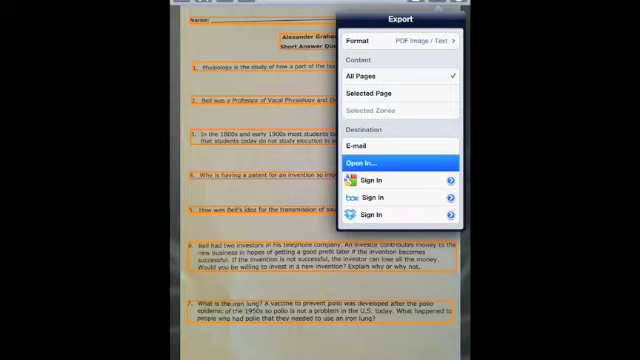 Name:
Alexander Graha
Short Answer Que
1. Physiology is the study of how a part of the bo
2. Bell was a Professor of Vocal Physiology and El
3. In the 1800s and early 1900s most students to
that students today do not study elocution in s
4. Why is having a patent for an invention so im
5. How was Bell's idea for the transmission of sou
6. Bell had two investors in his telephone company. An investor contributes money to the
new business in hopes of getting a good profit later if the invention becomes
successful. If the invention is not successful, the investor can lose all the money.
Would you be willing to invest in a new invention? Explain why or why not.
7. What is the iron lung? A vaccine to prevent polio was developed after the polio
epidemic of the 1950s so polio is not a problem in the U.S. today. What happened to
people who had polio that they needed to use an iron lung?
Export
Format PDF Image / Text
Content
All Pages
Selected Page
Selected Zones
Destination
E-mail
Open In...
Sign In
box Sign In
Sign In